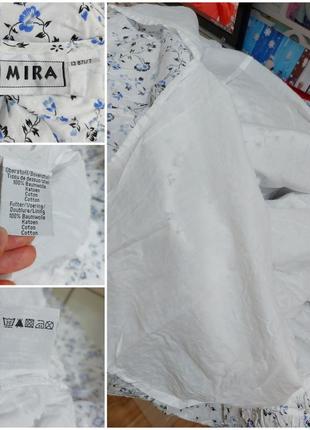 MIRA
Oberstoff/Bovenstof
Tissu de dessus/
100% Baumwolle
Katoen
Coton
Cotton
Futter/Voering/
Doublure/Lining
100% Baumwolle
Katoen
Coton
Cotton